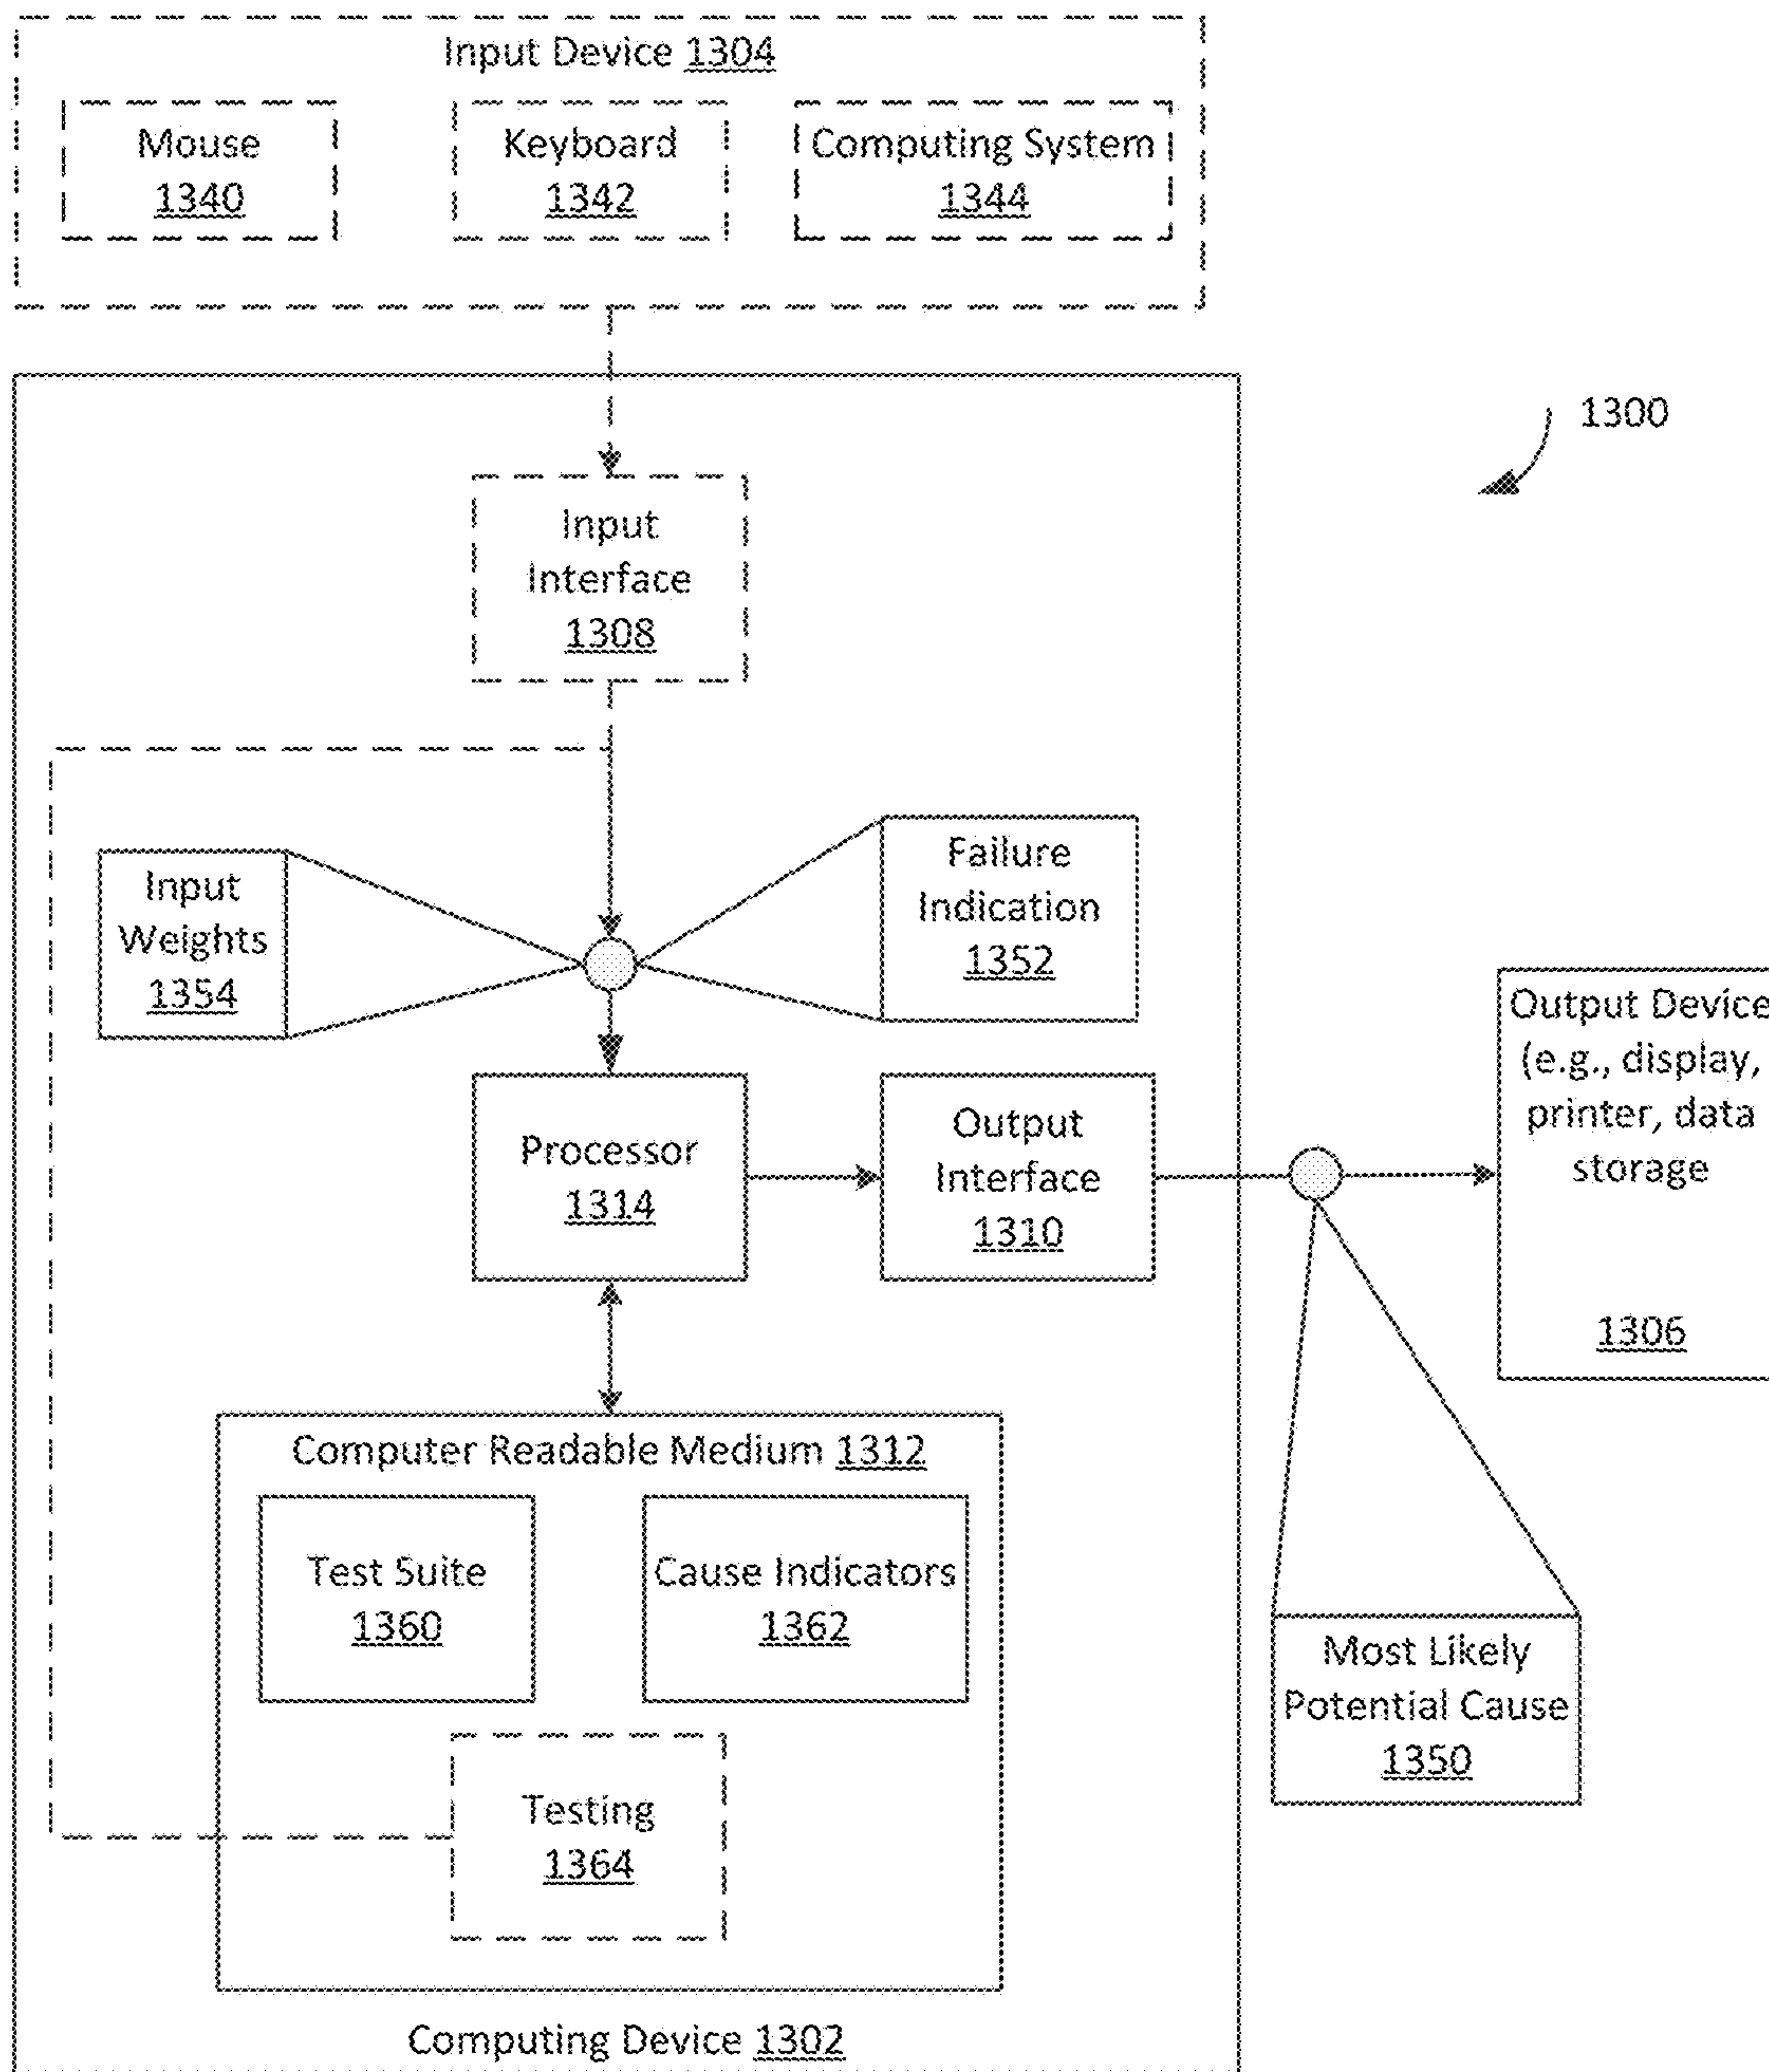 Input Device 1304
Mouse
1340
Keyboard
1342
Computing System
1344
1300
Input
Interface
1308
Input
Weights
1354
Failure
Indication
1352
Output Device
(e.g., display,
printer, data
storage
1306
Processor
1314
Output
Interface
1310
Computer Readable Medium 1312
Test Suite
1360
Cause Indicators
1362
Most Likely
Potential Cause
1350
Testing
1364
Computing Device 1302